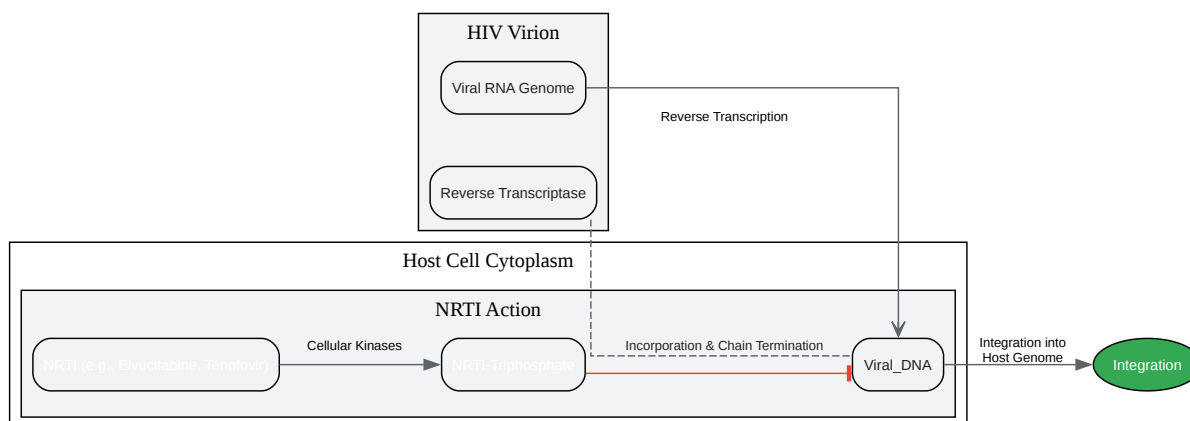 HIV Virion
Viral RNA Genome
Reverse Transcription
Reverse Transcriptase
Host Cell Cytoplasm
NRTI Action
NRTI (e.g., Elvucitabine, Tenofovir)
Cellular Kinases
NRTI-Triphosphate
Incorporation & Chain Termination
Viral_DNA
Integration into
Host Genome
Integration